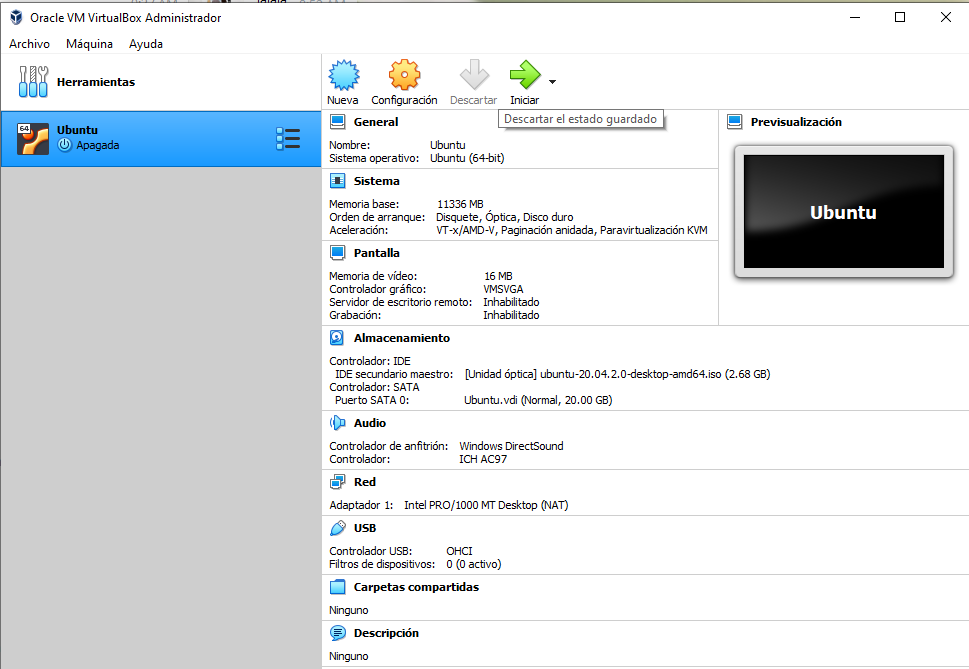 Oracle VM VirtualBox Administrador
Archivo Máquina Ayuda
Herramientas
Nueva Configuración Descartar Iniciar
Descartar el estado guardado
64
Ubuntu
Apagada
General
Nombre: Ubuntu
Sistema operativo: Ubuntu (64-bit)
Previsualización
Ubuntu
Sistema
Memoria base: 11336 MB
Orden de arranque: Disquete, Óptica, Disco duro
Aceleración: VT-x/AMD-V, Paginación anidada, Paravirtualización KVM
Pantalla
Memoria de vídeo: 16 MB
Controlador gráfico: VMSVGA
Servidor de escritorio remoto: Inhabilitado
Grabación: Inhabilitado
Almacenamiento
Controlador: IDE
IDE secundario maestro: [Unidad óptica] ubuntu-20.04.2.0-desktop-amd64.iso (2.68 GB)
Controlador: SATA
Puerto SATA 0: Ubuntu.vdi (Normal, 20.00 GB)
Audio
Controlador de anfitrión: Windows DirectSound
Controlador: ICH AC97
Red
Adaptador 1: Intel PRO/1000 MT Desktop (NAT)
USB
Controlador USB: OHCI
Filtros de dispositivos: 0 (0 activo)
Carpetas compartidas
Ninguno
Descripción
Ninguno